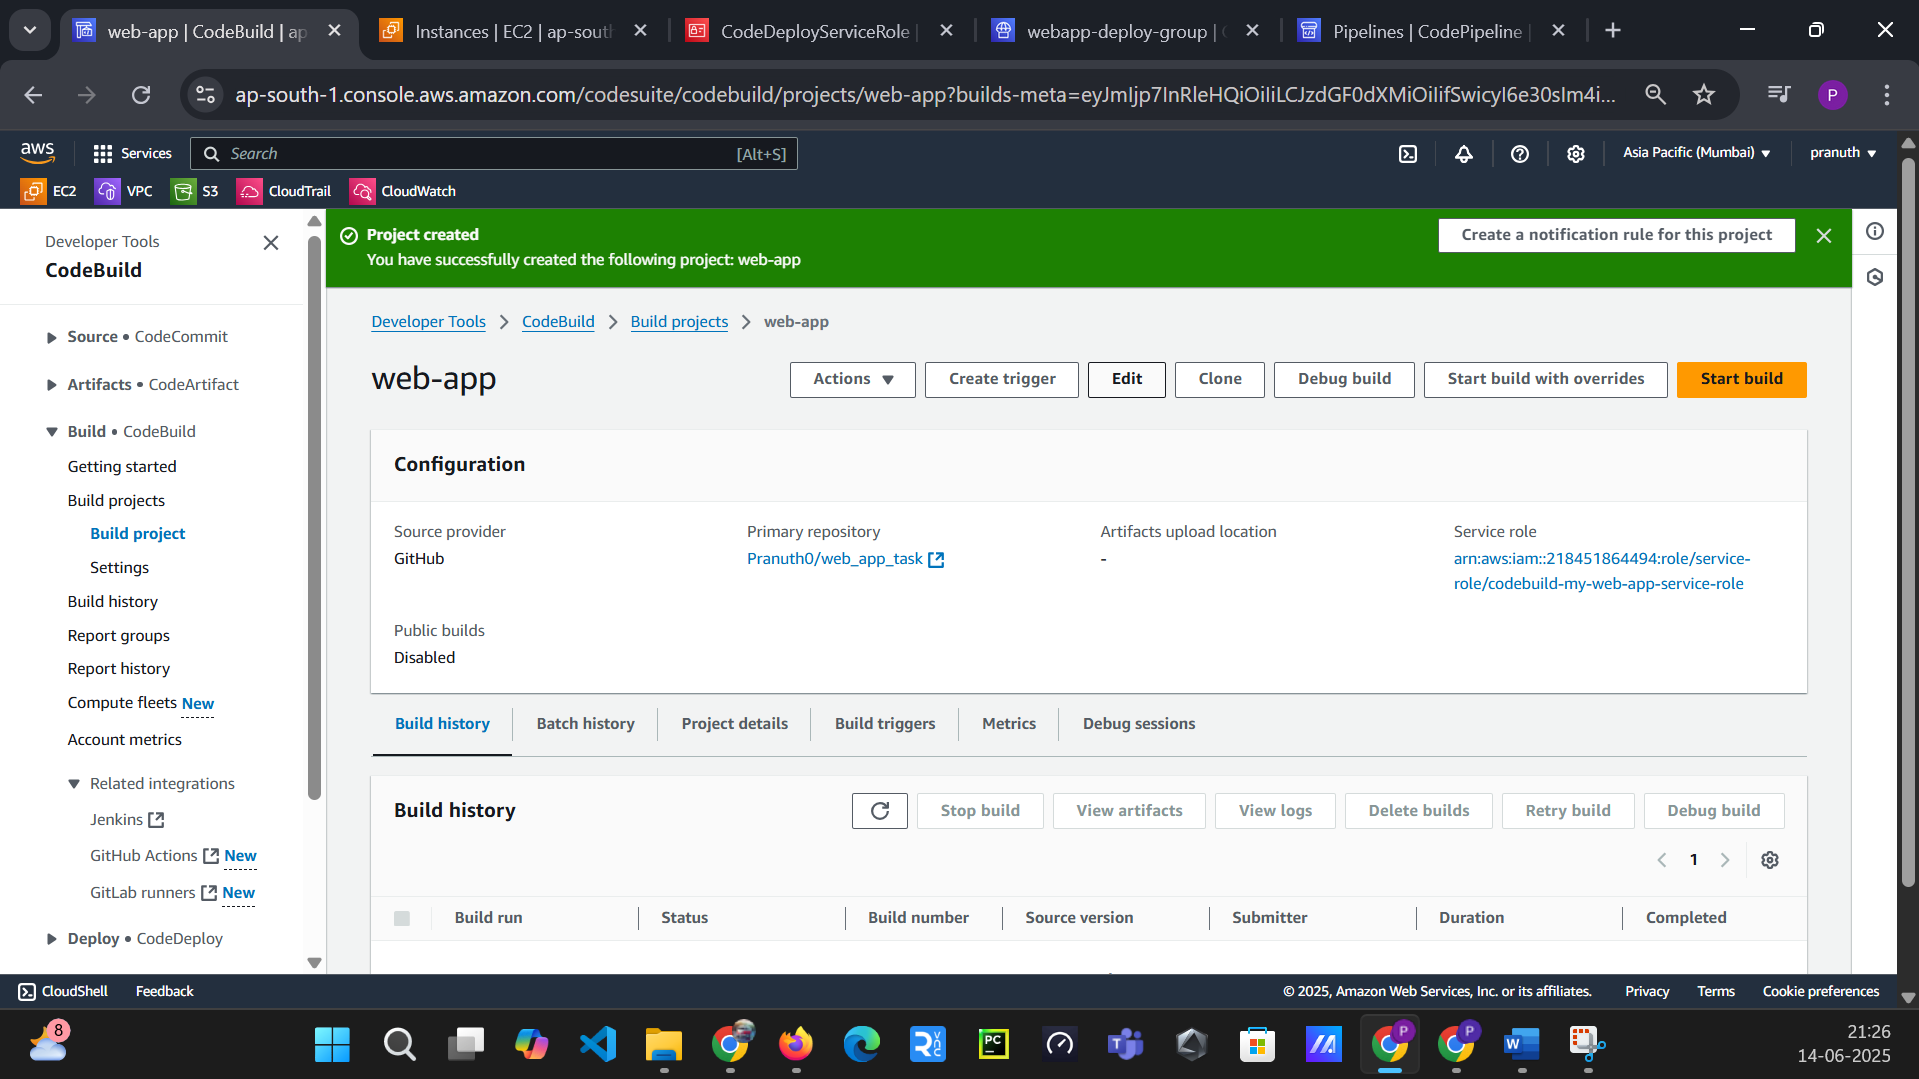 web-app | CodeBuild | ap
Instances | EC2 | ap-south
CodeDeployServiceRole |
webapp-deploy-group |
Pipelines | CodePipeline |
ap-south-1.console.aws.amazon.com/codesuite/codebuild/projects/web-app?builds-meta=eyJmIjp7InRleHQiOiIiLCJzdGF0dXMiOiIifSwicyI6e30sIm4i...
P
aws
Services
Search
[Alt+S]
Asia Pacific (Mumbai)
pranuth
EC2
VPC
S3
CloudTrail
CloudWatch
Developer Tools
CodeBuild
Source • CodeCommit
Artifacts • CodeArtifact
Build • CodeBuild
Getting started
Build projects
Build project
Settings
Build history
Report groups
Report history
Compute fleets New
Account metrics
Related integrations
Jenkins
GitHub Actions New
GitLab runners New
Deploy • CodeDeploy
Project created
You have successfully created the following project: web-app
Create a notification rule for this project
Developer Tools
CodeBuild
Build projects
web-app
web-app
Actions
Create trigger
Edit
Clone
Debug build
Start build with overrides
Start build
Configuration
Source provider
GitHub
Primary repository
Pranuth0/web_app_task
Artifacts upload location
-
Service role
arn:aws:iam::218451864494:role/service-
role/codebuild-my-web-app-service-role
Public builds
Disabled
Build history
Batch history
Project details
Build triggers
Metrics
Debug sessions
Build history
Stop build
View artifacts
View logs
Delete builds
Retry build
Debug build
1
Build run
Status
Build number
Source version
Submitter
Duration
Completed
CloudShell
Feedback
© 2025, Amazon Web Services, Inc. or its affiliates.
Privacy
Terms
Cookie preferences
8
PC
P
P
21:26
14-06-2025